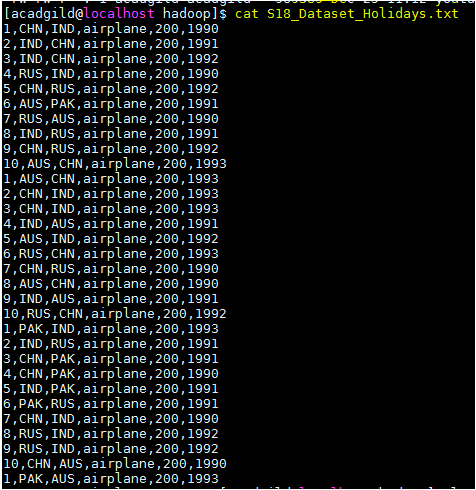 [acadgild@localhost hadoop]$ cat S18_Dataset_Holidays.txt
1,CHN,IND,airplane,200,1990
2,IND,CHN,airplane,200,1991
3,IND,CHN,airplane,200,1992
4,RUS,IND,airplane,200,1990
5,CHN,RUS,airplane,200,1992
6,AUS,PAK,airplane,200,1991
7,RUS,AUS,airplane,200,1990
8,IND,RUS,airplane,200,1991
9,CHN,RUS,airplane,200,1992
10,AUS,CHN,airplane,200,1993
1,AUS,CHN,airplane,200,1993
2,CHN,IND,airplane,200,1993
3,CHN,IND,airplane,200,1993
4,IND,AUS,airplane,200,1991
5,AUS,IND,airplane,200,1992
6,RUS,CHN,airplane,200,1993
7,CHN,RUS,airplane,200,1990
8,AUS,CHN,airplane,200,1990
9,IND,AUS,airplane,200,1991
10,RUS,CHN,airplane,200,1992
1,PAK,IND,airplane,200,1993
2,IND,RUS,airplane,200,1991
3,CHN,PAK,airplane,200,1991
4,CHN,PAK,airplane,200,1990
5,IND,PAK,airplane,200,1991
6,PAK,RUS,airplane,200,1991
7,CHN,IND,airplane,200,1990
8,RUS,IND,airplane,200,1992
9,RUS,IND,airplane,200,1992
10,CHN,AUS,airplane,200,1990
1,PAK,AUS,airplane,200,1993